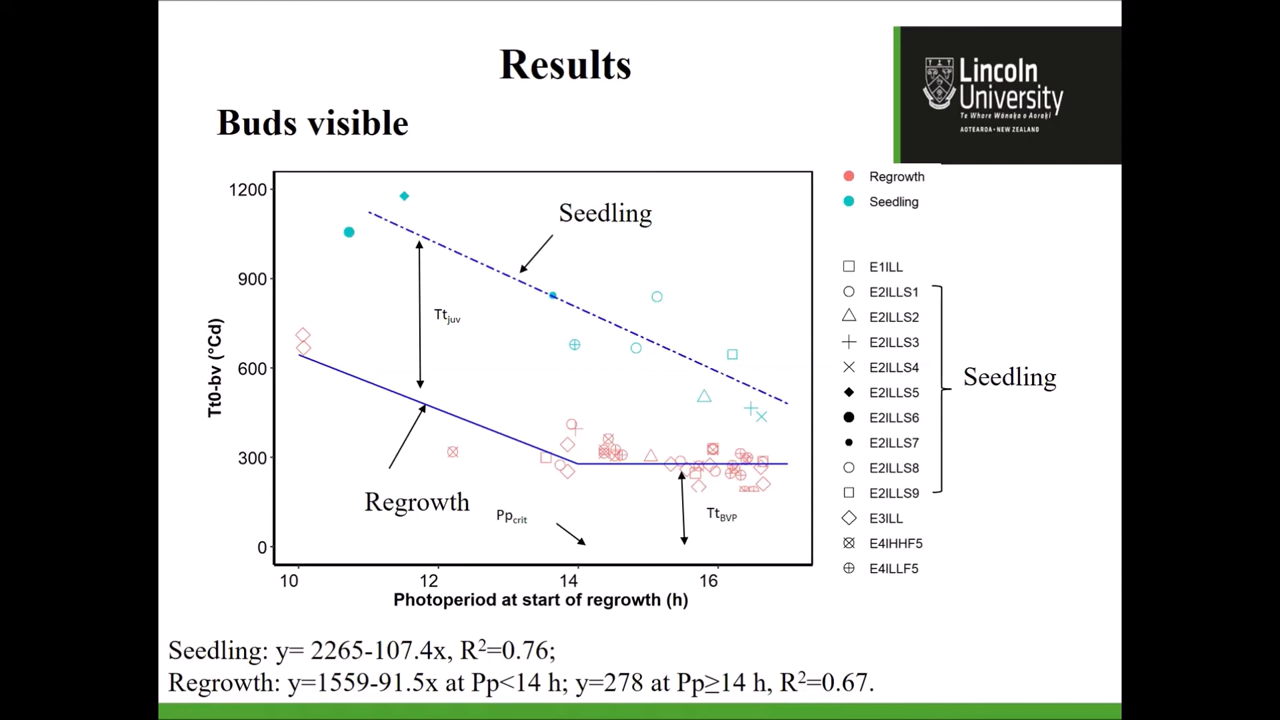 Results
Lincoln
University
Te Whare Wānaka o Aoraki
AOTEAROA • NEW ZEALAND
Buds visible
1200
900
600
300
0
Tt0-bv (°Cd)
10
12
14
16
Photoperiod at start of regrowth (h)
Seedling
Ttjuv
Regrowth
Ppcrit
TtBVP
Regrowth
Seedling
E1ILL
E2ILLS1
E2ILLS2
E2ILLS3
E2ILLS4
E2ILLS5
E2ILLS6
E2ILLS7
E2ILLS8
E2ILLS9
E3ILL
E4IHHF5
E4ILLF5
Seedling
Seedling: y= 2265-107.4x, R²=0.76;
Regrowth: y=1559-91.5x at Pp<14 h; y=278 at Pp≥14 h, R²=0.67.